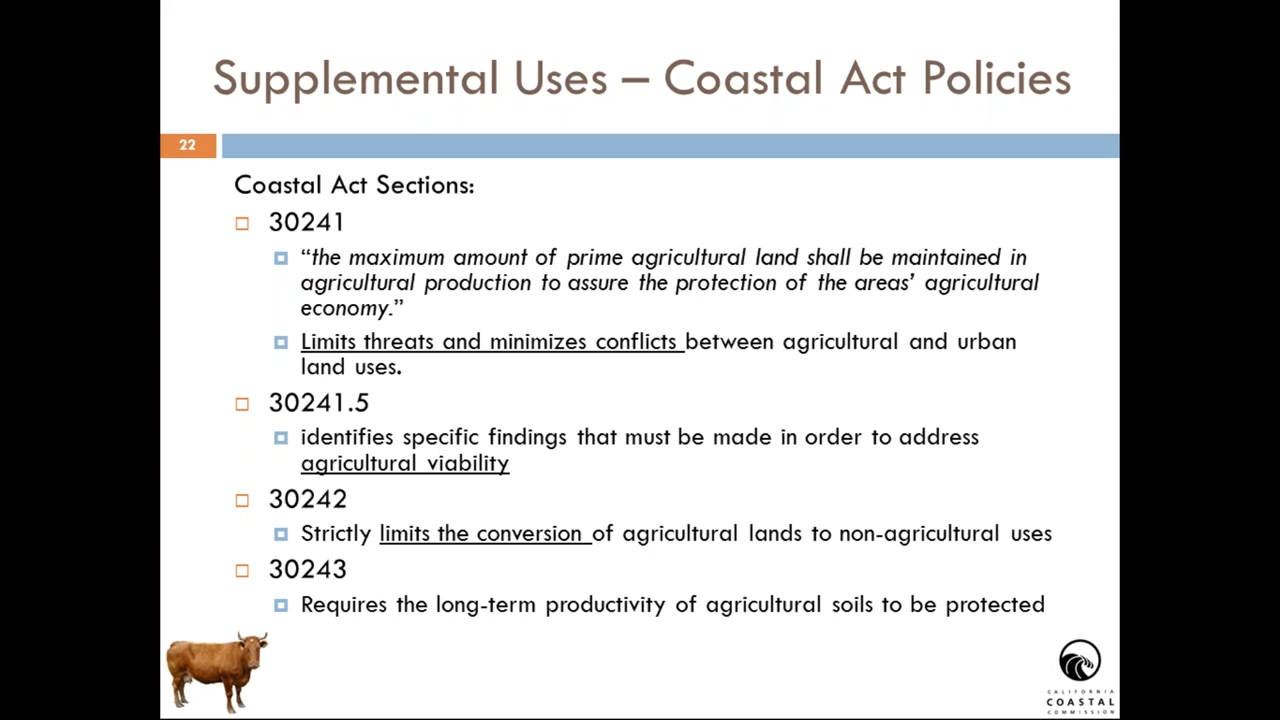 Supplemental Uses – Coastal Act Policies
22
Coastal Act Sections:
30241
“the maximum amount of prime agricultural land shall be maintained in
agricultural production to assure the protection of the areas’ agricultural
economy.”
Limits threats and minimizes conflicts between agricultural and urban
land uses.
30241.5
identifies specific findings that must be made in order to address
agricultural viability
30242
Strictly limits the conversion of agricultural lands to non-agricultural uses
30243
Requires the long-term productivity of agricultural soils to be protected
CALIFORNIA
COASTAL
COMMISSION